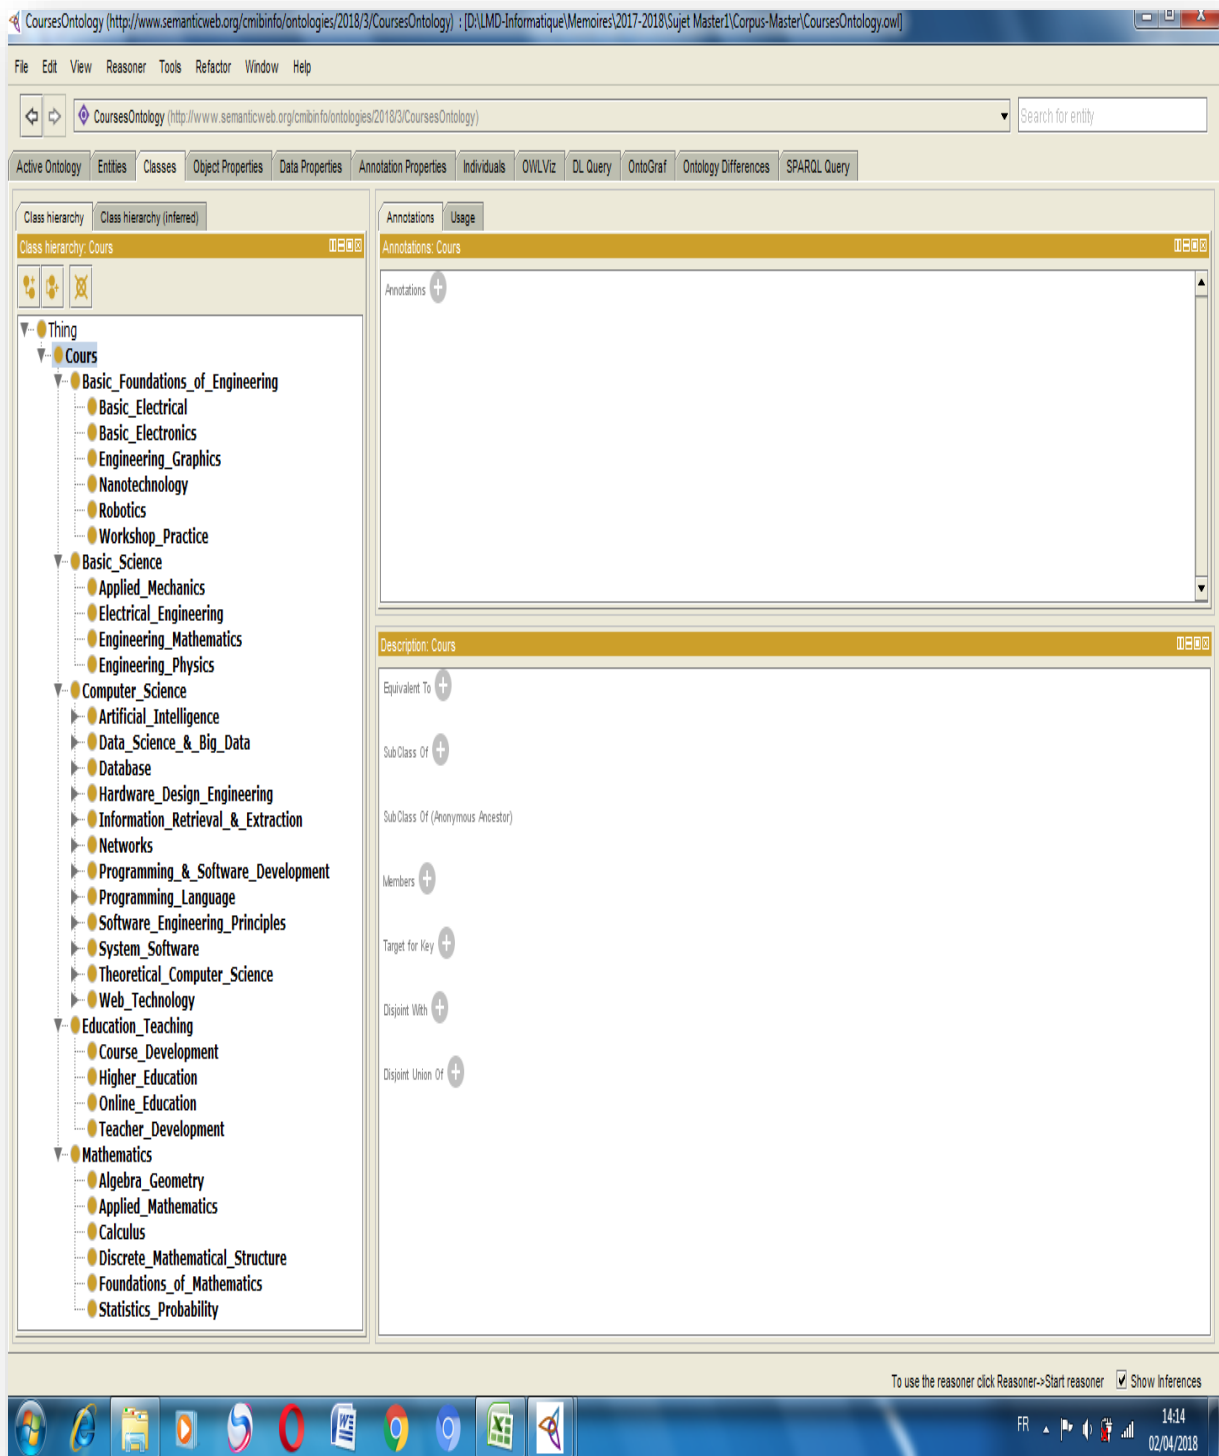 CoursesOntology (http://www.semanticweb.org/cmibinfo/ontologies/2018/3/CoursesOntology) : [D:\LMD-Informatique\Memoires\2017-2018\Sujet Master1\Corpus-Master\CoursesOntology.owl]
File Edit View Reasoner Tools Refactor Window Help
CoursesOntology (http://www.semanticweb.org/cmibinfo/ontologies/2018/3/CoursesOntology)
Search for entity
Active Ontology Entities Classes Object Properties Data Properties Annotation Properties Individuals OWLViz DL Query OntoGraf Ontology Differences SPARQL Query
Class hierarchy Class hierarchy (inferred)
Class hierarchy: Cours
Thing
Cours
Basic_Foundations_of_Engineering
Basic_Electrical
Basic_Electronics
Engineering_Graphics
Nanotechnology
Robotics
Workshop_Practice
Basic_Science
Applied_Mechanics
Electrical_Engineering
Engineering_Mathematics
Engineering_Physics
Computer_Science
Artificial_Intelligence
Data_Science_&_Big_Data
Database
Hardware_Design_Engineering
Information_Retrieval_&_Extraction
Networks
Programming_&_Software_Development
Programming_Language
Software_Engineering_Principles
System_Software
Theoretical_Computer_Science
Web_Technology
Education_Teaching
Course_Development
Higher_Education
Online_Education
Teacher_Development
Mathematics
Algebra_Geometry
Applied_Mathematics
Calculus
Discrete_Mathematical_Structure
Foundations_of_Mathematics
Statistics_Probability
Annotations Usage
Annotations: Cours
Annotations
Description: Cours
Equivalent To
SubClass Of
SubClass Of (Anonymous Ancestor)
Members
Target for Key
Disjoint With
Disjoint Union Of
To use the reasoner click Reasoner->Start reasoner Show Inferences
FR
14:14
02/04/2018